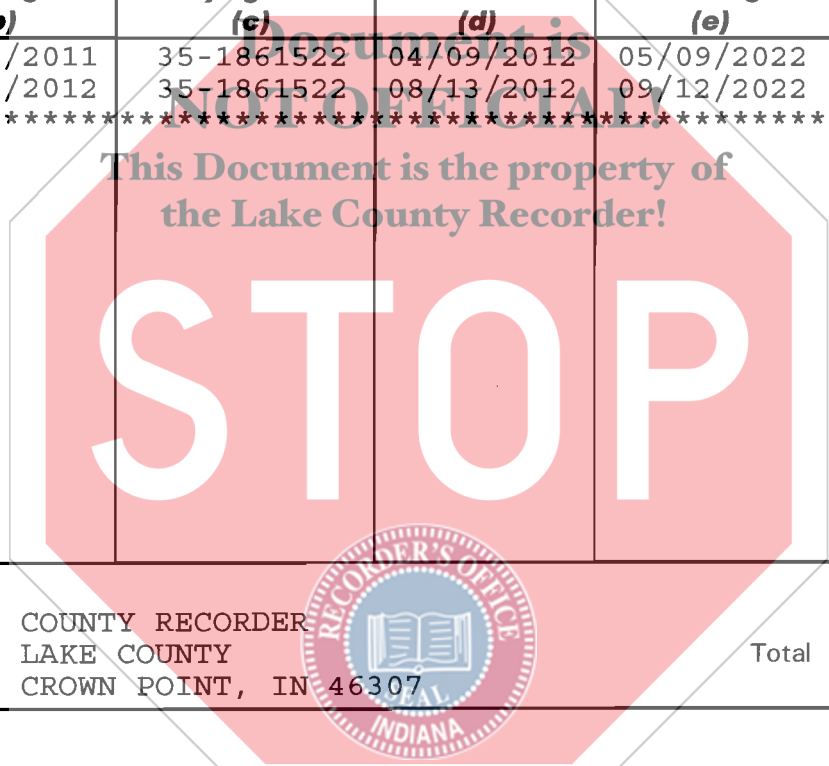 (c) (d) (e)
Document is
/2011 35-1861522 04/09/2012 05/09/2022
/2012 35-1861522 08/13/2012 09/12/2022
NOT OFFICIAL!
*****************************************
This Document is the property of
the Lake County Recorder!
STOP
RECORDER'S OFFICE
COUNTY RECORDER
LAKE COUNTY
Total
CROWN POINT, IN 46307
SEAL
INDIANA